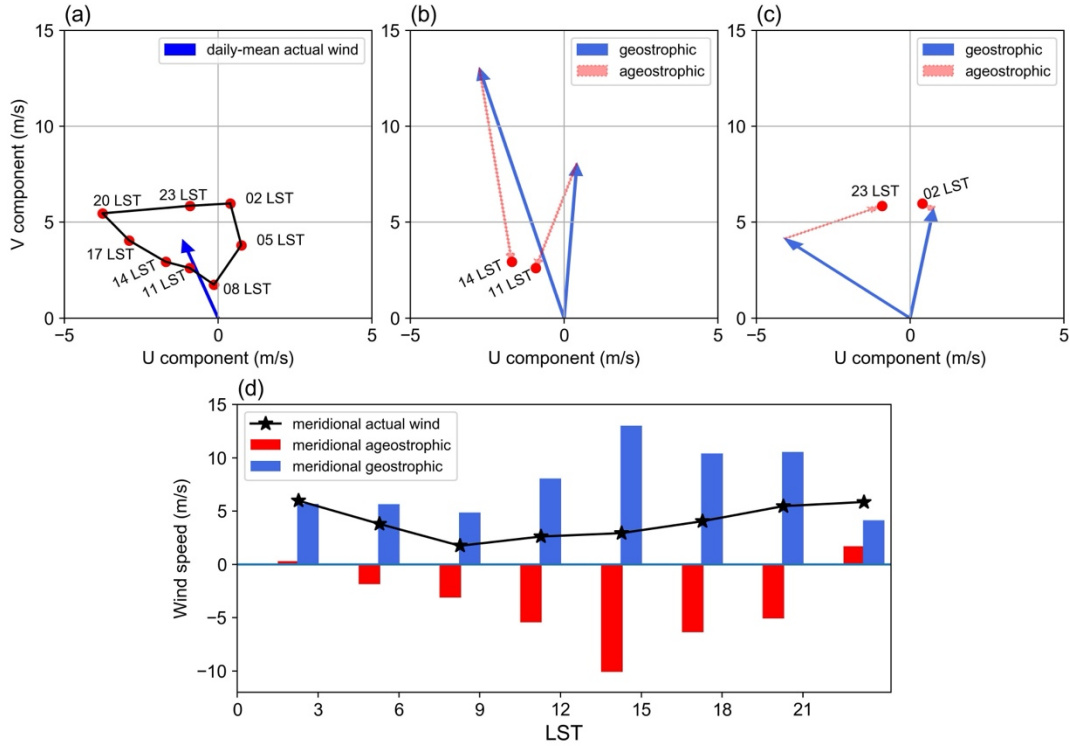 (a)
15
10
5
0
−5
0
5
V component (m/s)
U component (m/s)
daily-mean actual wind
20 LST
23 LST
02 LST
17 LST
05 LST
14 LST
11 LST
08 LST
(b)
15
10
5
0
−5
0
5
U component (m/s)
geostrophic
ageostrophic
14 LST
11 LST
(c)
15
10
5
0
−5
0
5
U component (m/s)
geostrophic
ageostrophic
23 LST
02 LST
(d)
15
10
5
0
−5
−10
Wind speed (m/s)
meridional actual wind
meridional ageostrophic
meridional geostrophic
0
3
6
9
12
15
18
21
LST